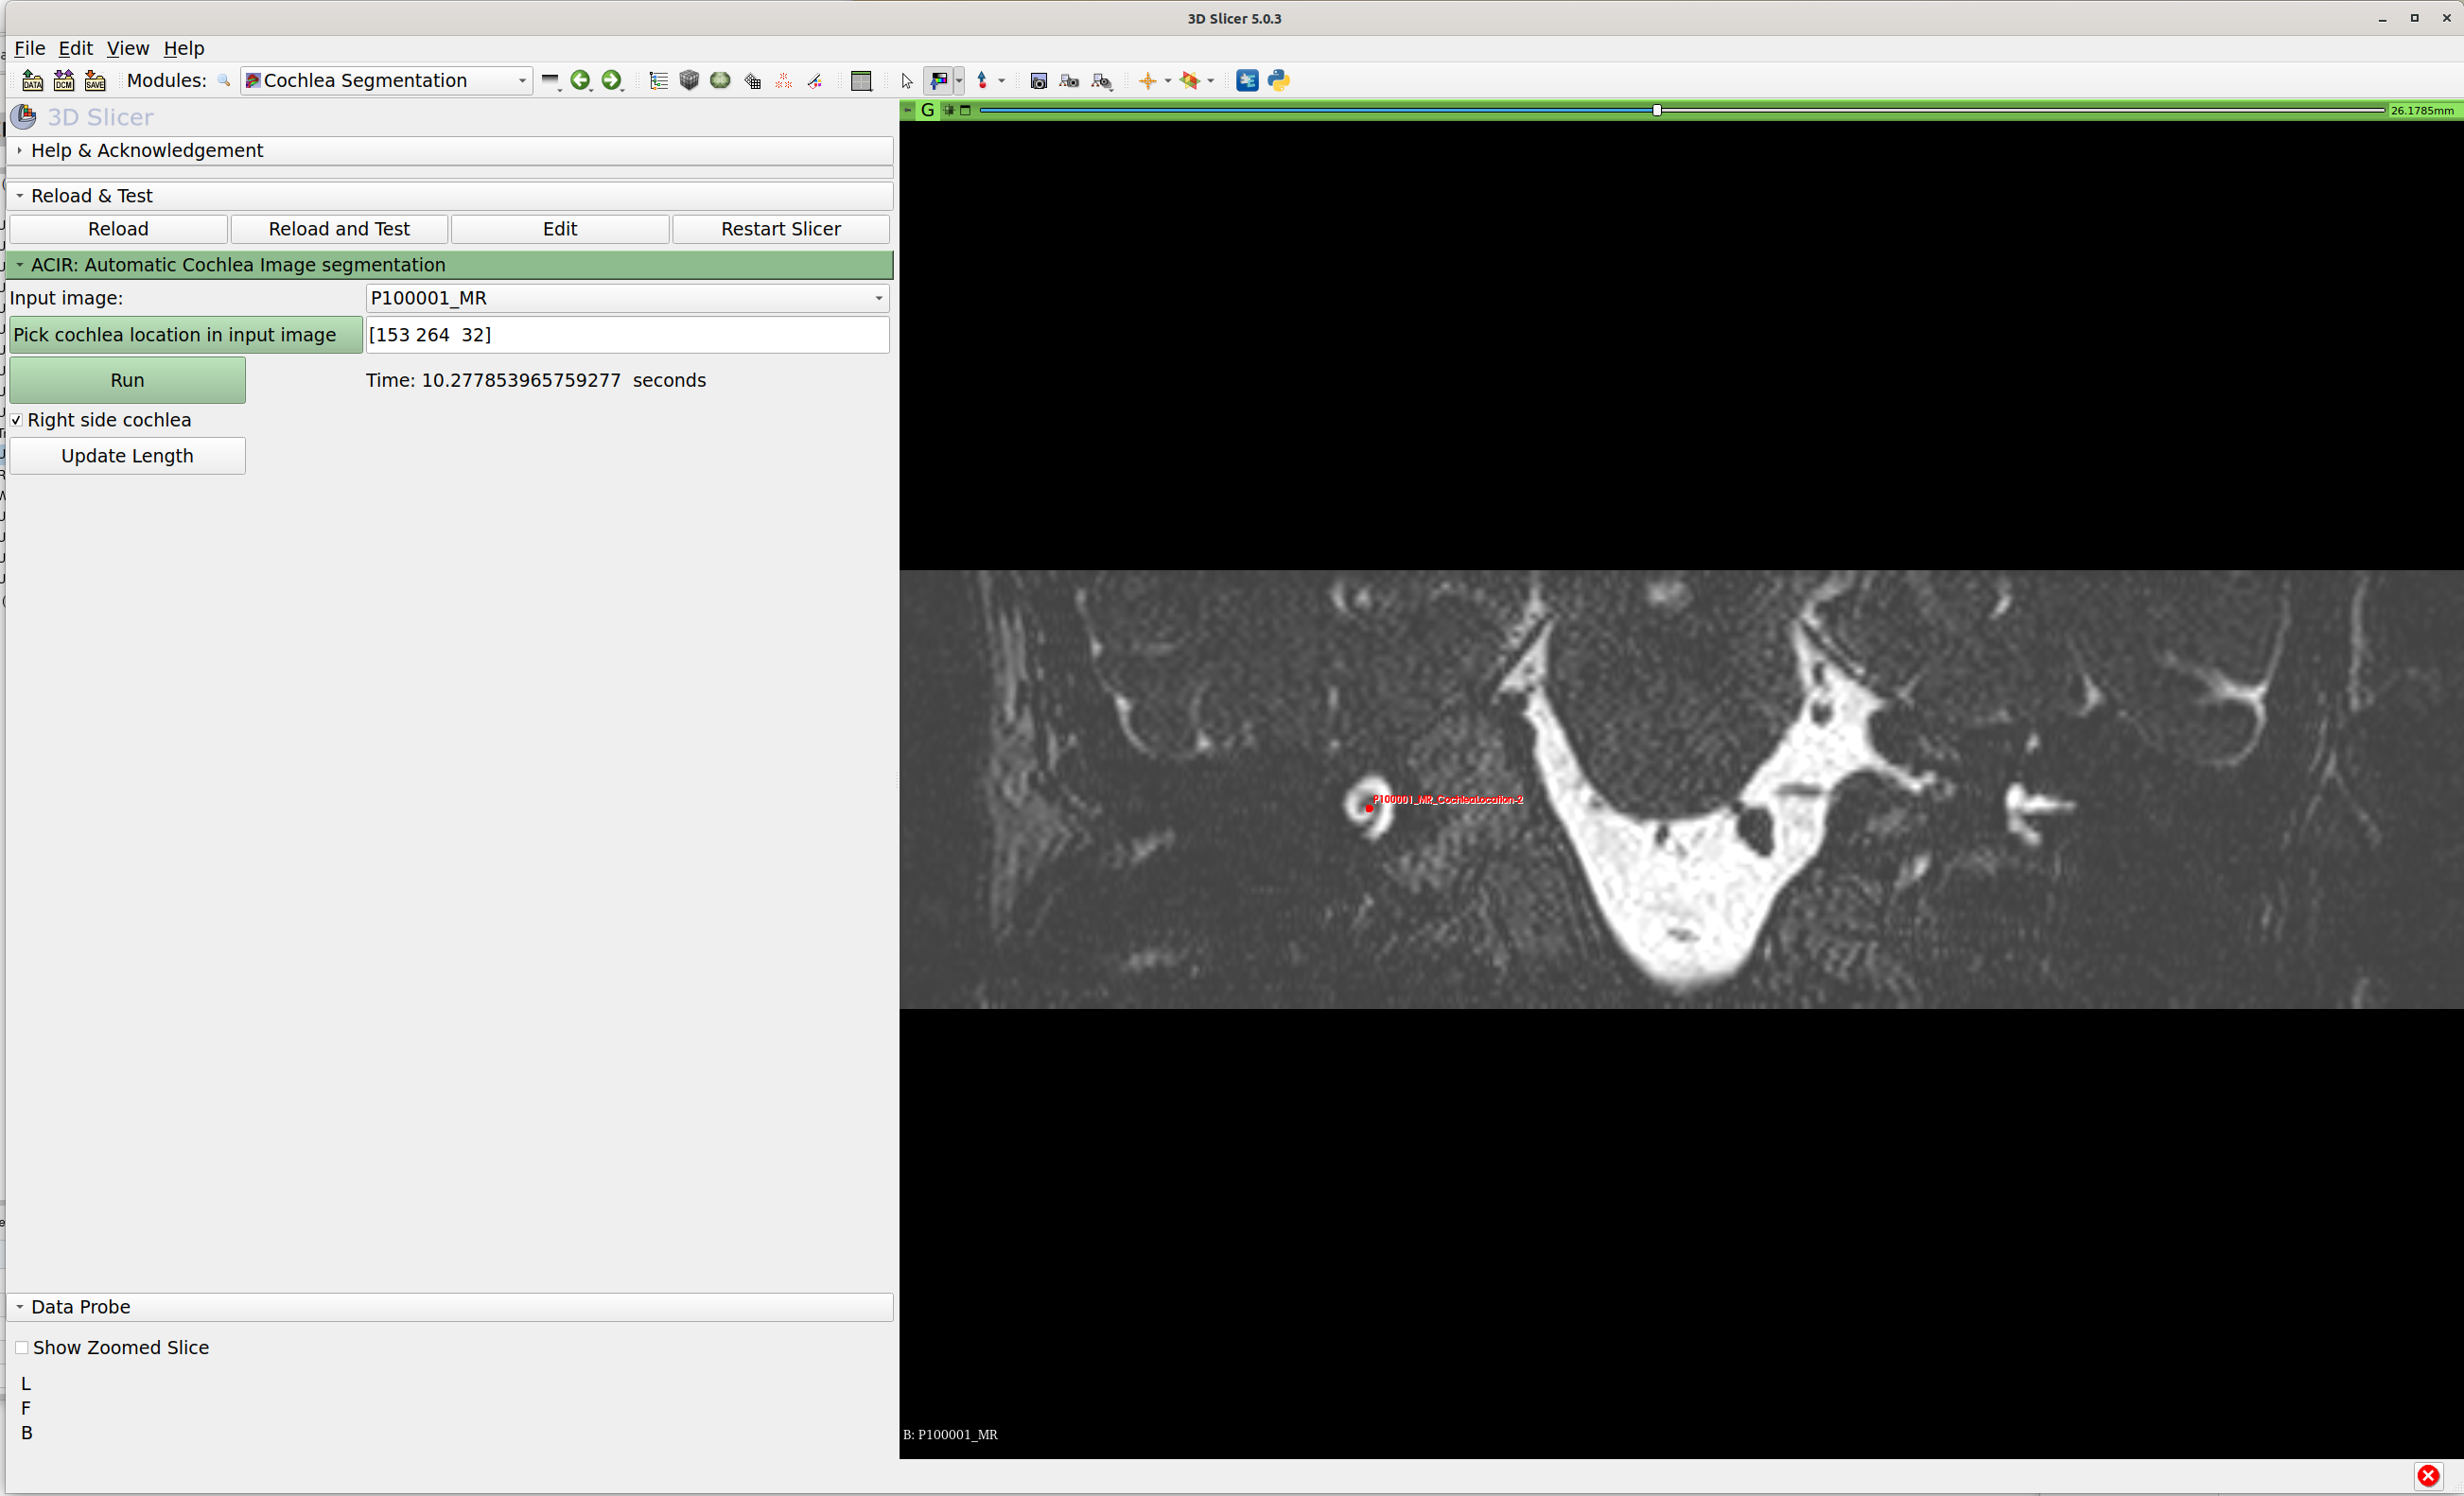 3D Slicer 5.0.3
File Edit View Help
DATA DCM SAVE Modules: Cochlea Segmentation
3D Slicer
G 26.1785mm
Help & Acknowledgement
Reload & Test
Reload Reload and Test Edit Restart Slicer
ACIR: Automatic Cochlea Image segmentation
Input image: P100001_MR
Pick cochlea location in input image [153 264  32]
Run Time: 10.277853965759277  seconds
Right side cochlea
Update Length
P100001_MR_CochleaLocation-2
Data Probe
Show Zoomed Slice
L
F
B
B: P100001_MR